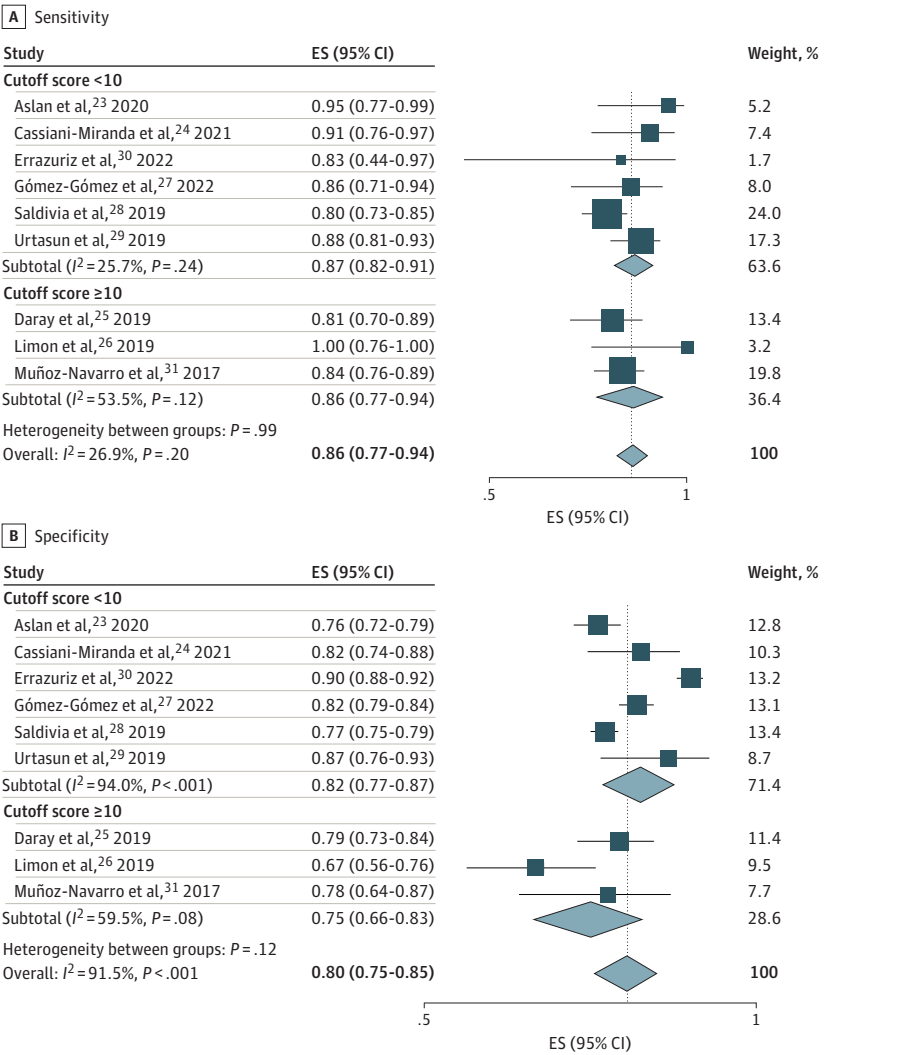 A Sensitivity
Study ES (95% CI) Weight, %
Cutoff score <10
Aslan et al,23 2020 0.95 (0.77-0.99) 5.2
Cassiani-Miranda et al,24 2021 0.91 (0.76-0.97) 7.4
Errazuriz et al,30 2022 0.83 (0.44-0.97) 1.7
Gómez-Gómez et al,27 2022 0.86 (0.71-0.94) 8.0
Saldivia et al,28 2019 0.80 (0.73-0.85) 24.0
Urtasun et al,29 2019 0.88 (0.81-0.93) 17.3
Subtotal (I2=25.7%, P=.24) 0.87 (0.82-0.91) 63.6
Cutoff score ≥10
Daray et al,25 2019 0.81 (0.70-0.89) 13.4
Limon et al,26 2019 1.00 (0.76-1.00) 3.2
Muñoz-Navarro et al,31 2017 0.84 (0.76-0.89) 19.8
Subtotal (I2=53.5%, P=.12) 0.86 (0.77-0.94) 36.4
Heterogeneity between groups: P=.99
Overall: I2=26.9%, P=.20 0.86 (0.77-0.94) 100
.5 1
ES (95% CI)
B Specificity
Study ES (95% CI) Weight, %
Cutoff score <10
Aslan et al,23 2020 0.76 (0.72-0.79) 12.8
Cassiani-Miranda et al,24 2021 0.82 (0.74-0.88) 10.3
Errazuriz et al,30 2022 0.90 (0.88-0.92) 13.2
Gómez-Gómez et al,27 2022 0.82 (0.79-0.84) 13.1
Saldivia et al,28 2019 0.77 (0.75-0.79) 13.4
Urtasun et al,29 2019 0.87 (0.76-0.93) 8.7
Subtotal (I2=94.0%, P<.001) 0.82 (0.77-0.87) 71.4
Cutoff score ≥10
Daray et al,25 2019 0.79 (0.73-0.84) 11.4
Limon et al,26 2019 0.67 (0.56-0.76) 9.5
Muñoz-Navarro et al,31 2017 0.78 (0.64-0.87) 7.7
Subtotal (I2=59.5%, P=.08) 0.75 (0.66-0.83) 28.6
Heterogeneity between groups: P=.12
Overall: I2=91.5%, P<.001 0.80 (0.75-0.85) 100
.5 1
ES (95% CI)